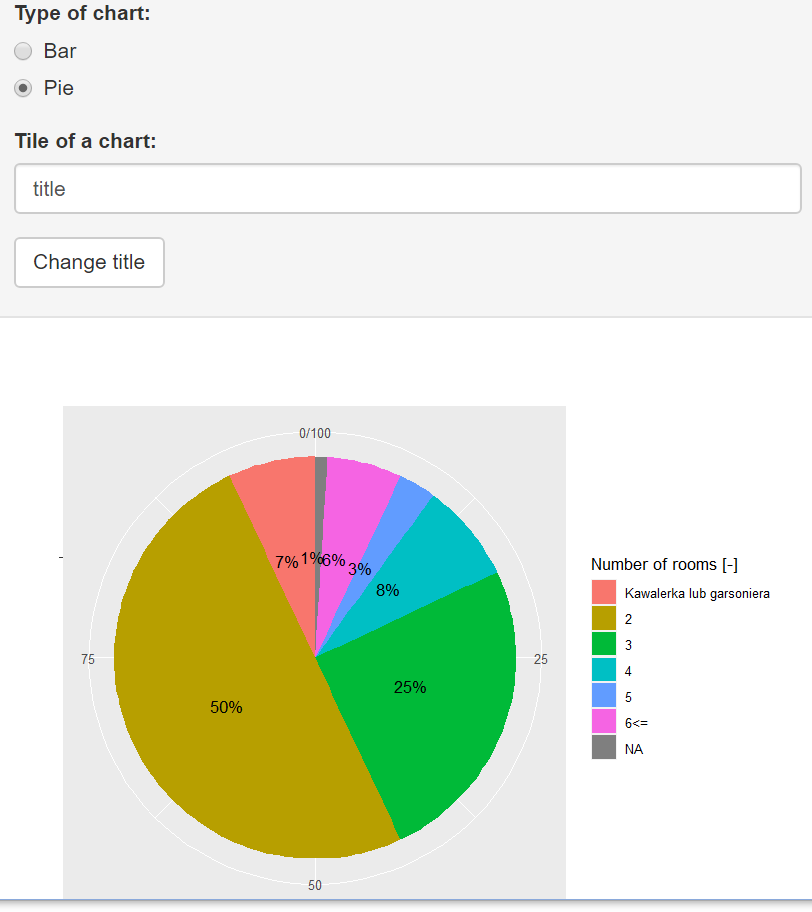 Type of chart:
Bar
Pie
Tile of a chart:
title
Change title
0/100
7% 1% 6% 3%
8%
75
25
25%
50%
50
Number of rooms [-]
Kawalerka lub garsoniera
2
3
4
5
6<=
NA